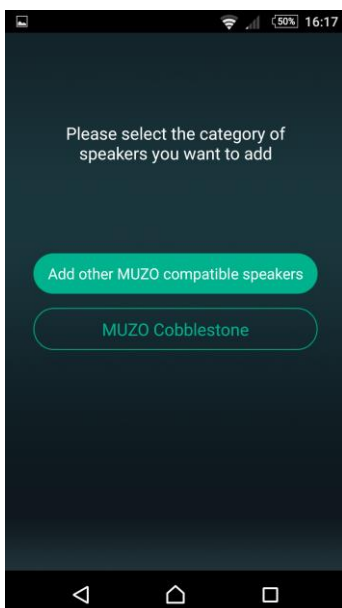 50% 16:17
Please select the category of
speakers you want to add
Add other MUZO compatible speakers
MUZO Cobblestone